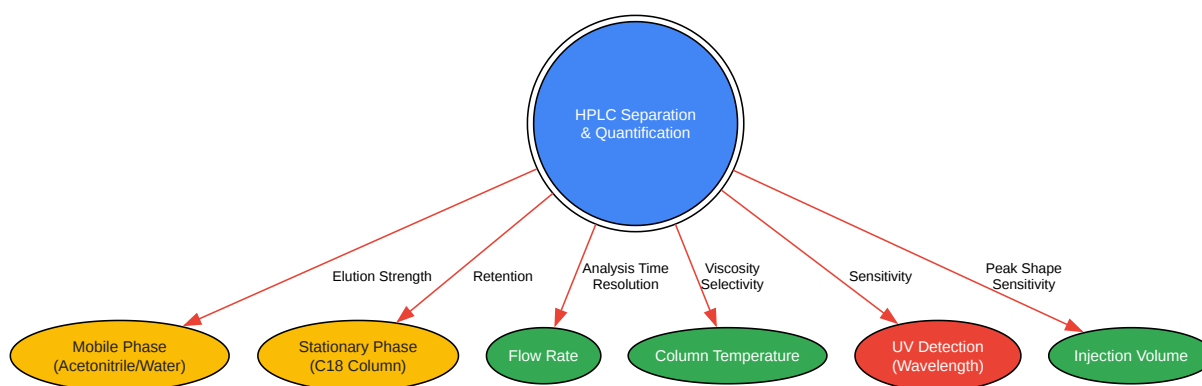 HPLC Separation
& Quantification
Elution Strength
Retention
Analysis Time
Resolution
Viscosity
Selectivity
Sensitivity
Peak Shape
Sensitivity
Mobile Phase
(Acetonitrile/Water)
Stationary Phase
(C18 Column)
Flow Rate
Column Temperature
UV Detection
(Wavelength)
Injection Volume